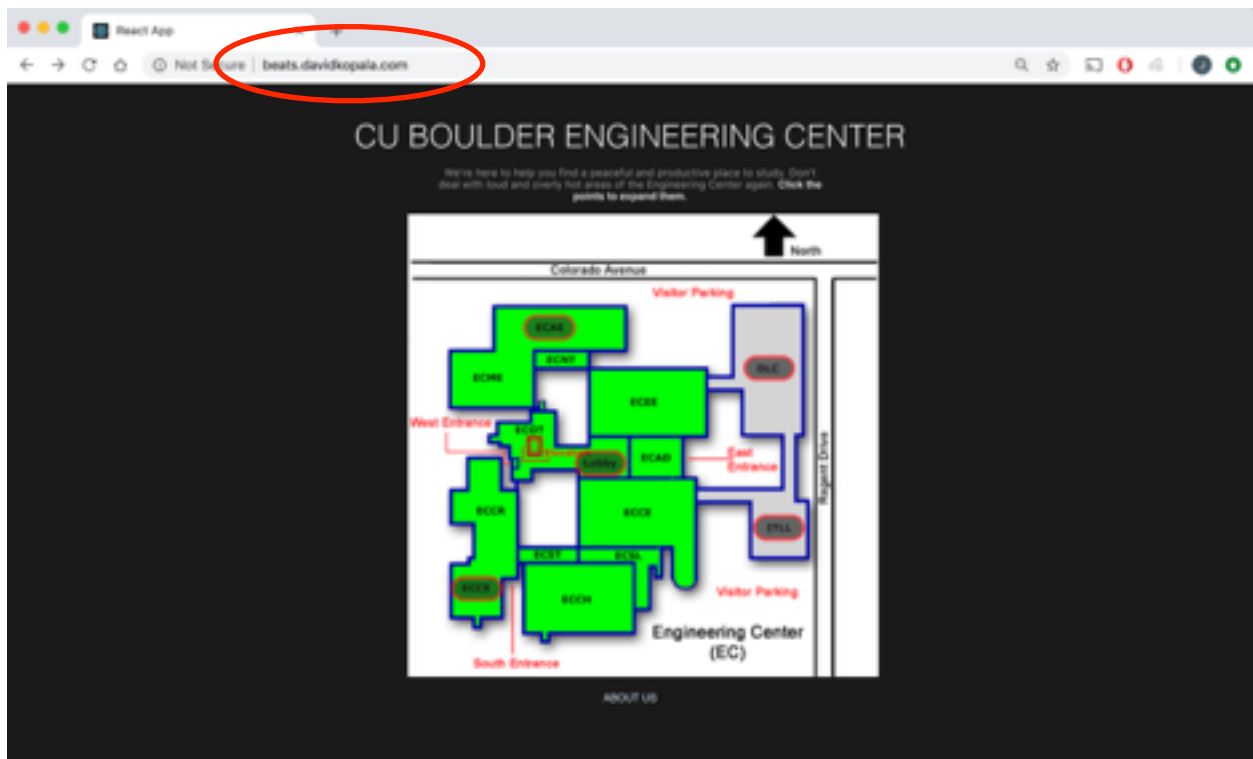 React App
Not Secure | beats.davidkopala.com
CU BOULDER ENGINEERING CENTER
We're here to help you find a peaceful and productive place to study. Don't
deal with loud and overly hot areas of the Engineering Center again. Click the
points to expand them.
North
Colorado Avenue
Visitor Parking
ECAE
ECNT
DLC
ECME
ECEE
West Entrance
ECOT
Lobby
ECAD
East
Entrance
Regent Drive
ECCR
ECCE
ITLL
ECST
ECSL
ECCS
ECCH
Visitor Parking
Engineering Center
(EC)
South Entrance
ABOUT US